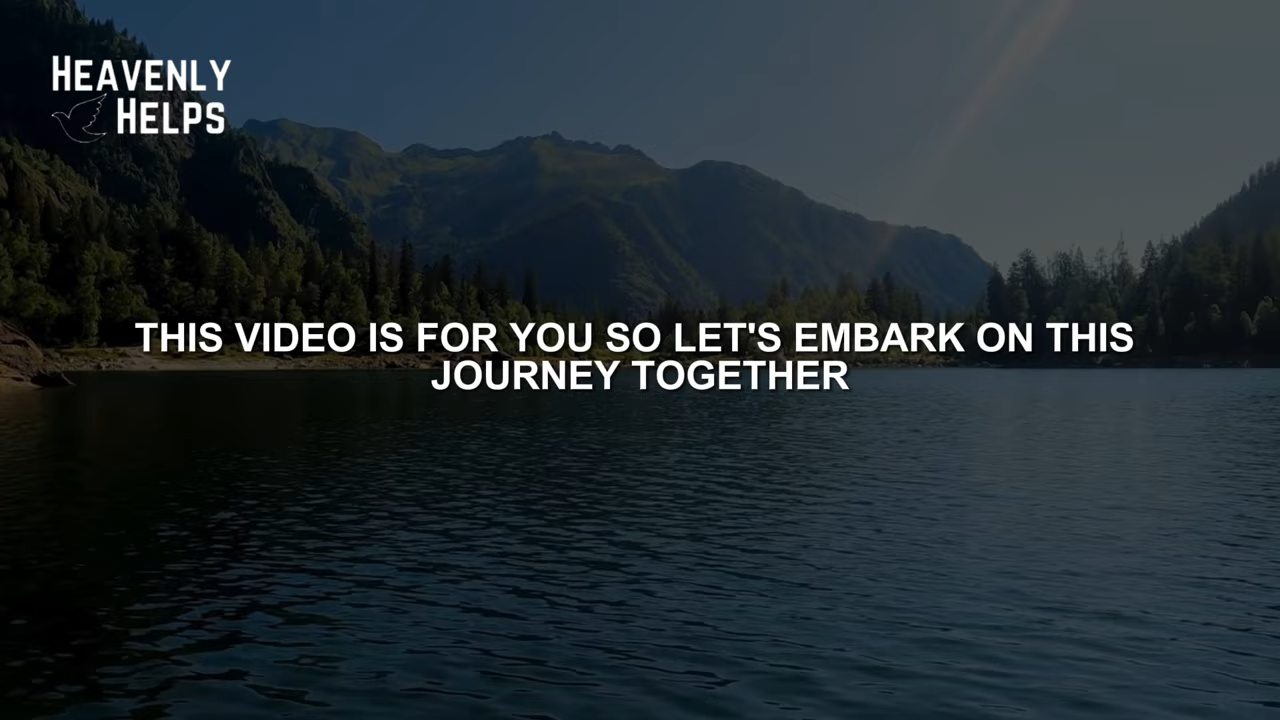 HEAVENLY
HELPS
THIS VIDEO IS FOR YOU SO LET'S EMBARK ON THIS
JOURNEY TOGETHER